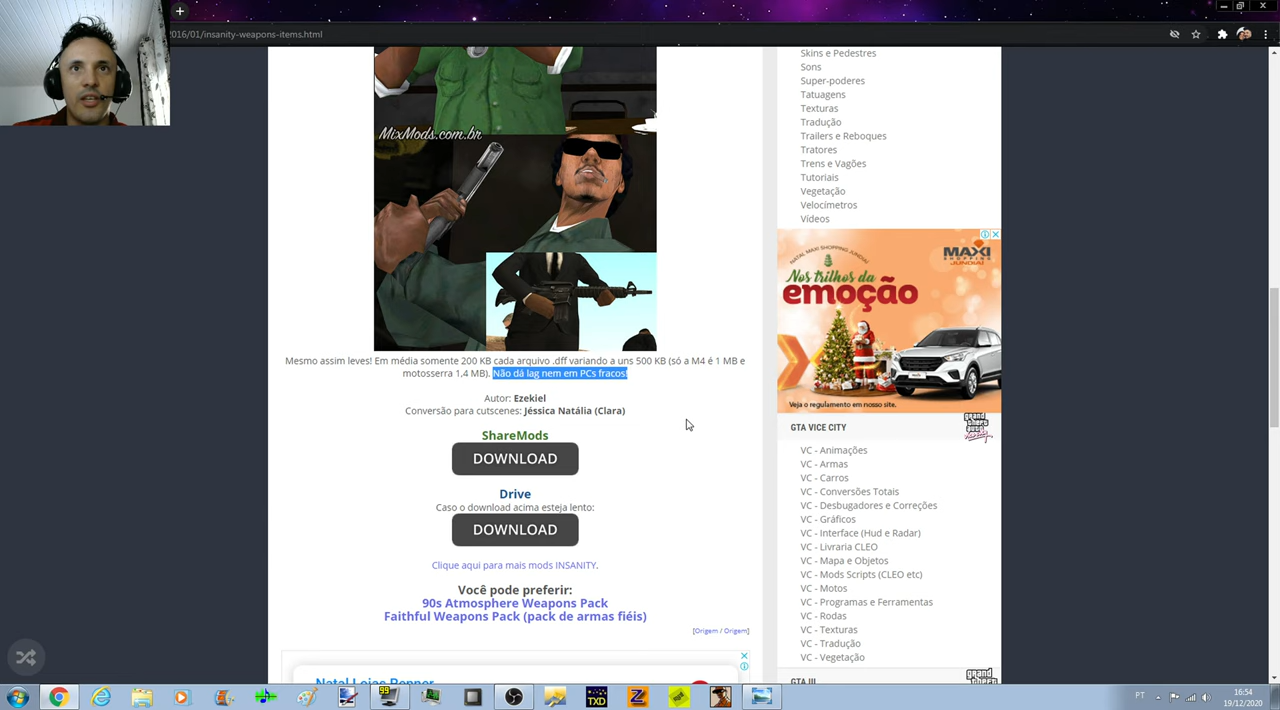 2016/01/insanity-weapons-items.html
MixMods.com.br
Mesmo assim leves! Em média somente 200 KB cada arquivo .dff variando a uns 500 KB (só a M4 é 1 MB e
motosserra 1,4 MB). Não dá lag nem em PCs fracos!
Autor: Ezekiel
Conversão para cutscenes: Jéssica Natália (Clara)
ShareMods
DOWNLOAD
Drive
Caso o download acima esteja lento:
DOWNLOAD
Clique aqui para mais mods INSANITY.
Você pode preferir:
90s Atmosphere Weapons Pack
Faithful Weapons Pack (pack de armas fiéis)
[Origem / Origem]
Natal Lojas Renner
Skins e Pedestres
Sons
Super-poderes
Tatuagens
Texturas
Tradução
Trailers e Reboques
Tratores
Trens e Vagões
Tutoriais
Vegetação
Velocímetros
Vídeos
NATAL MAXI SHOPPING JUNDIAÍ
MAXI
SHOPPING
JUNDIAÍ
Nos trilhos da
emoção
Veja o regulamento em nosso site.
GTA VICE CITY
VC - Animações
VC - Armas
VC - Carros
VC - Conversões Totais
VC - Desbugadores e Correções
VC - Gráficos
VC - Interface (Hud e Radar)
VC - Livraria CLEO
VC - Mapa e Objetos
VC - Mods Scripts (CLEO etc)
VC - Motos
VC - Programas e Ferramentas
VC - Rodas
VC - Texturas
VC - Tradução
VC - Vegetação
GTA III
99
TXD
PT
16:54
19/12/2020